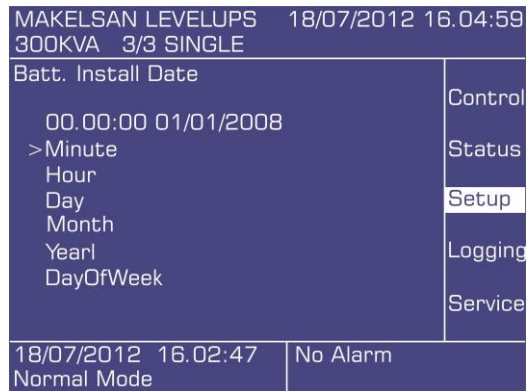 MAKELSAN LEVELUPS 18/07/2012 16.04:59
300KVA 3/3 SINGLE
Batt. Install Date
00.00:00 01/01/2008
>Minute
Hour
Day
Month
Yearl
DayOfWeek
Control
Status
Setup
Logging
Service
18/07/2012 16.02:47
Normal Mode
No Alarm